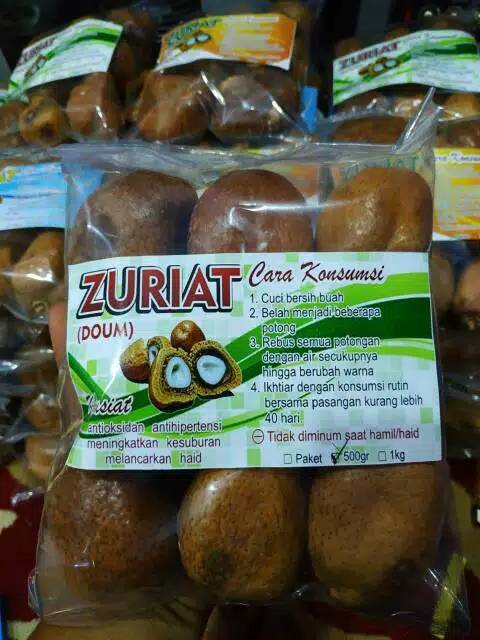 ZURIAT
ZURIAT
ZURIAT
ZURIAT
(DOUM)
Cara Konsumsi
1. Cuci bersih buah
2. Belah menjadi beberapa
potong
3. Rebus semua potongan
dengan air secukupnya
hingga berubah warna
4. Ikhtiar dengan konsumsi rutin
bersama pasangan kurang lebih
40 hari.
Tidak diminum saat hamil/haid
Paket 500gr 1kg
antioksidan antihipertensi
meningkatkan kesuburan
melancarkan haid